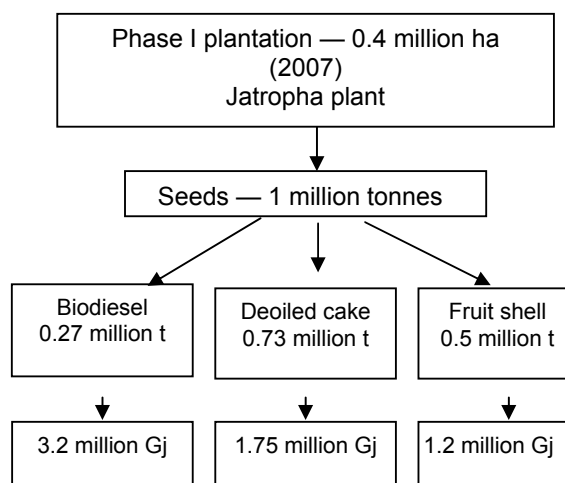 Phase I plantation — 0.4 million ha
(2007)
Jatropha plant
Seeds — 1 million tonnes
Biodiesel
0.27 million t
Deoiled cake
0.73 million t
Fruit shell
0.5 million t
3.2 million Gj
1.75 million Gj
1.2 million Gj